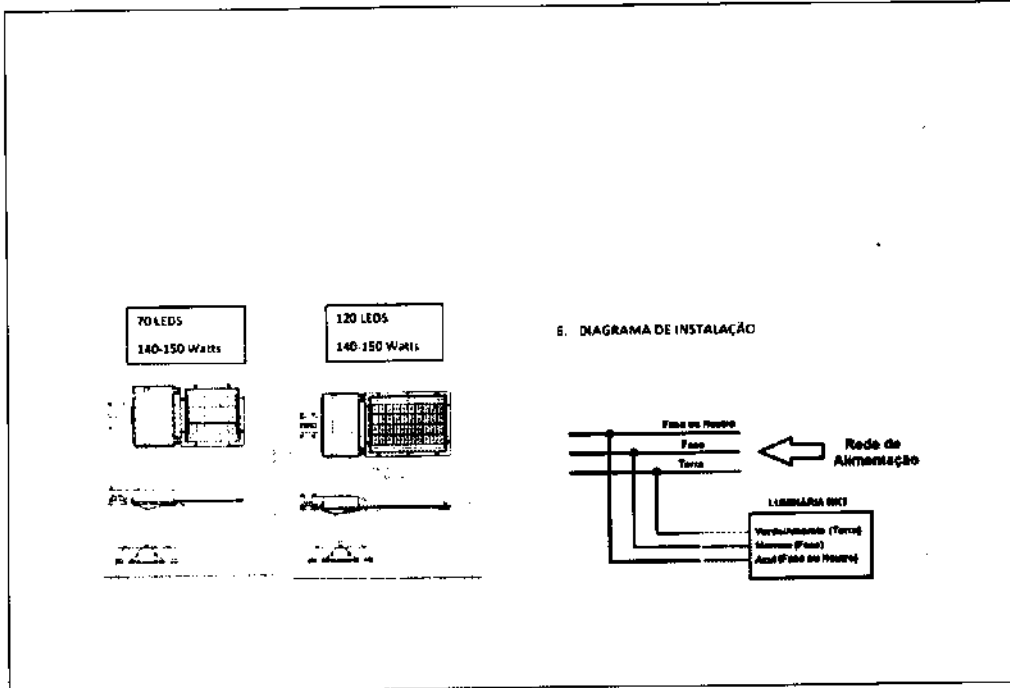 70 LEDS
140-150 Watts
120 LEDS
140-150 Watts
6. DIAGRAMA DE INSTALAÇÃO
Fase ou Neutro
Fase
Terra
Rede de
Alimentação
LUMINÁRIA
Verde/Amarelo (Terra)
Marrom (Fase)
Azul (Fase ou Neutro)